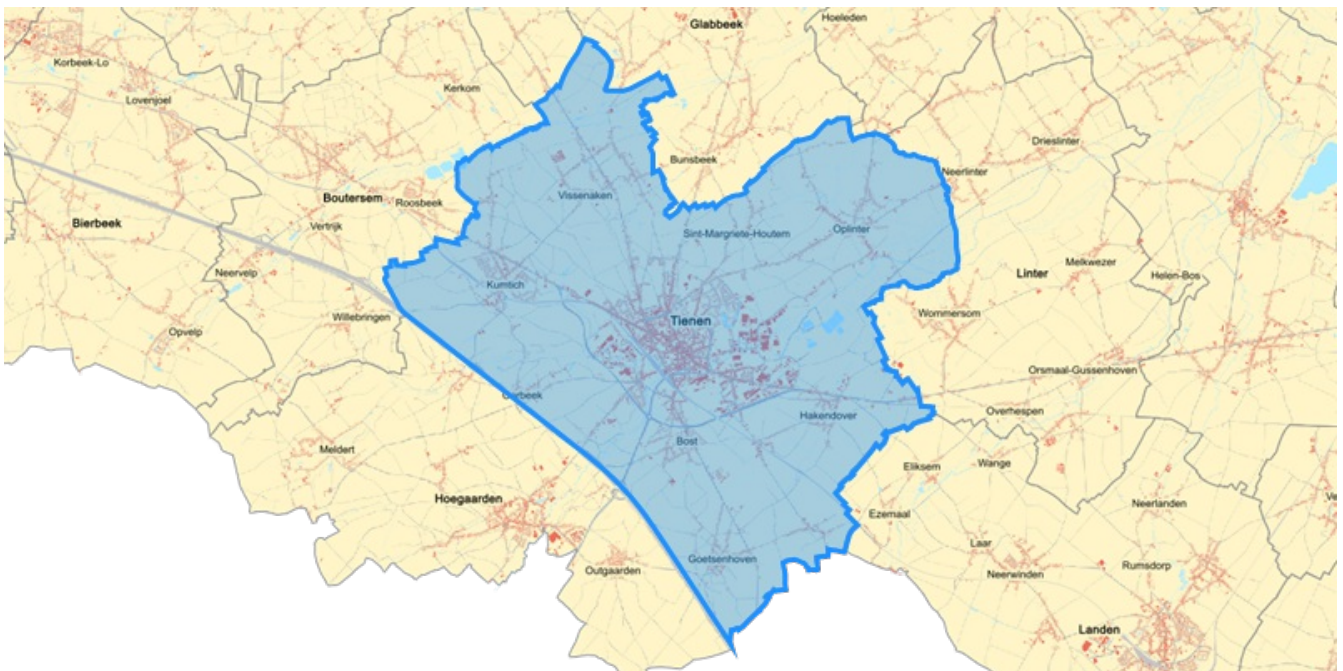 Glabbeek
Hoeleden
Korbeek-Lo
Kerkom
Lovenjoel
Drieslinter
Bunsbeek
Neerlinter
Vissenaken
Boutersem
Roosbeek
Bierbeek
Vertrijk
Sint-Margriete-Houtem
Oplinter
Melkwezer
Neervelp
Linter
Helen-Bos
Kumtich
Willebringen
Wommersom
Tienen
Opvelp
Orsmaal-Gussenhoven
Oorbeek
Overhespen
Hakendover
Bost
Meldert
Eliksem
Wange
Hoegaarden
Neerlanden
Ezemaal
Laar
Goetsenhoven
Rumsdorp
Outgaarden
Neerwinden
Landen